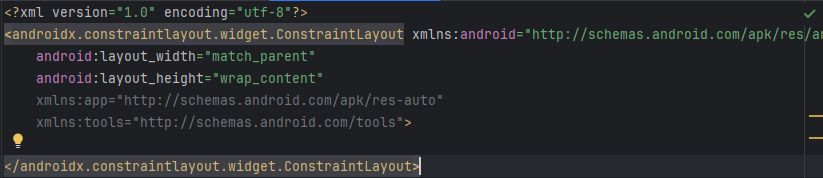 <?xml version="1.0" encoding="utf-8"?>
<androidx.constraintlayout.widget.ConstraintLayout xmlns:android="http://schemas.android.com/apk/res/an
android:layout_width="match_parent"
android:layout_height="wrap_content"
xmlns:app="http://schemas.android.com/apk/res-auto"
xmlns:tools="http://schemas.android.com/tools">
</androidx.constraintlayout.widget.ConstraintLayout>